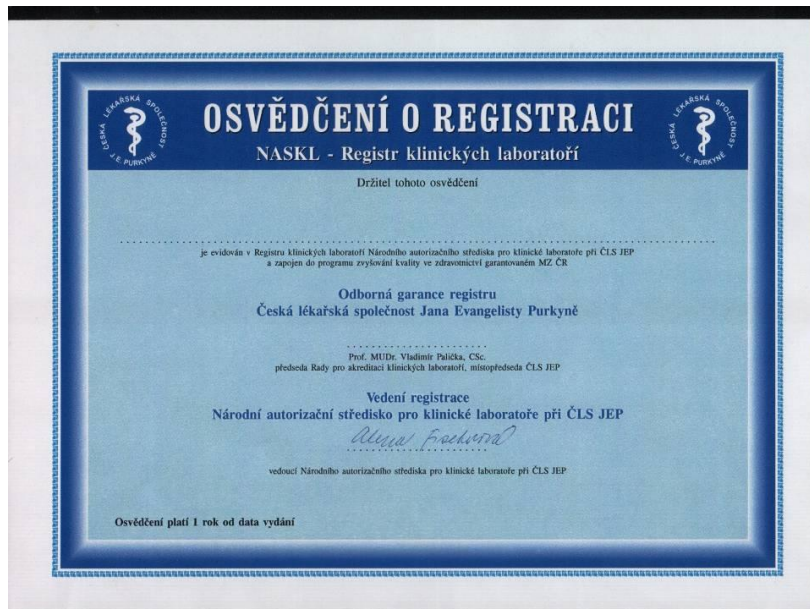 ČESKÁ LÉKAŘSKÁ SPOLEČNOST J. E. PURKYNĚ
OSVĚDČENÍ O REGISTRACI
NASKL - Registr klinických laboratoří
ČESKÁ LÉKAŘSKÁ SPOLEČNOST J. E. PURKYNĚ
Držitel tohoto osvědčení
je evidován v Registru klinických laboratoří Národního autorizačního střediska pro klinické laboratoře při ČLS JEP
a zapojen do programu zvyšování kvality ve zdravotnictví garantovaném MZ ČR
Odborná garance registru
Česká lékařská společnost Jana Evangelisty Purkyně
Prof. MUDr. Vladimír Palička, CSc.
předseda Rady pro akreditaci klinických laboratoří, místopředseda ČLS JEP
Vedení registrace
Národní autorizační středisko pro klinické laboratoře při ČLS JEP
Alena Fischerová
vedoucí Národního autorizačního střediska pro klinické laboratoře při ČLS JEP
Osvědčení platí 1 rok od data vydání